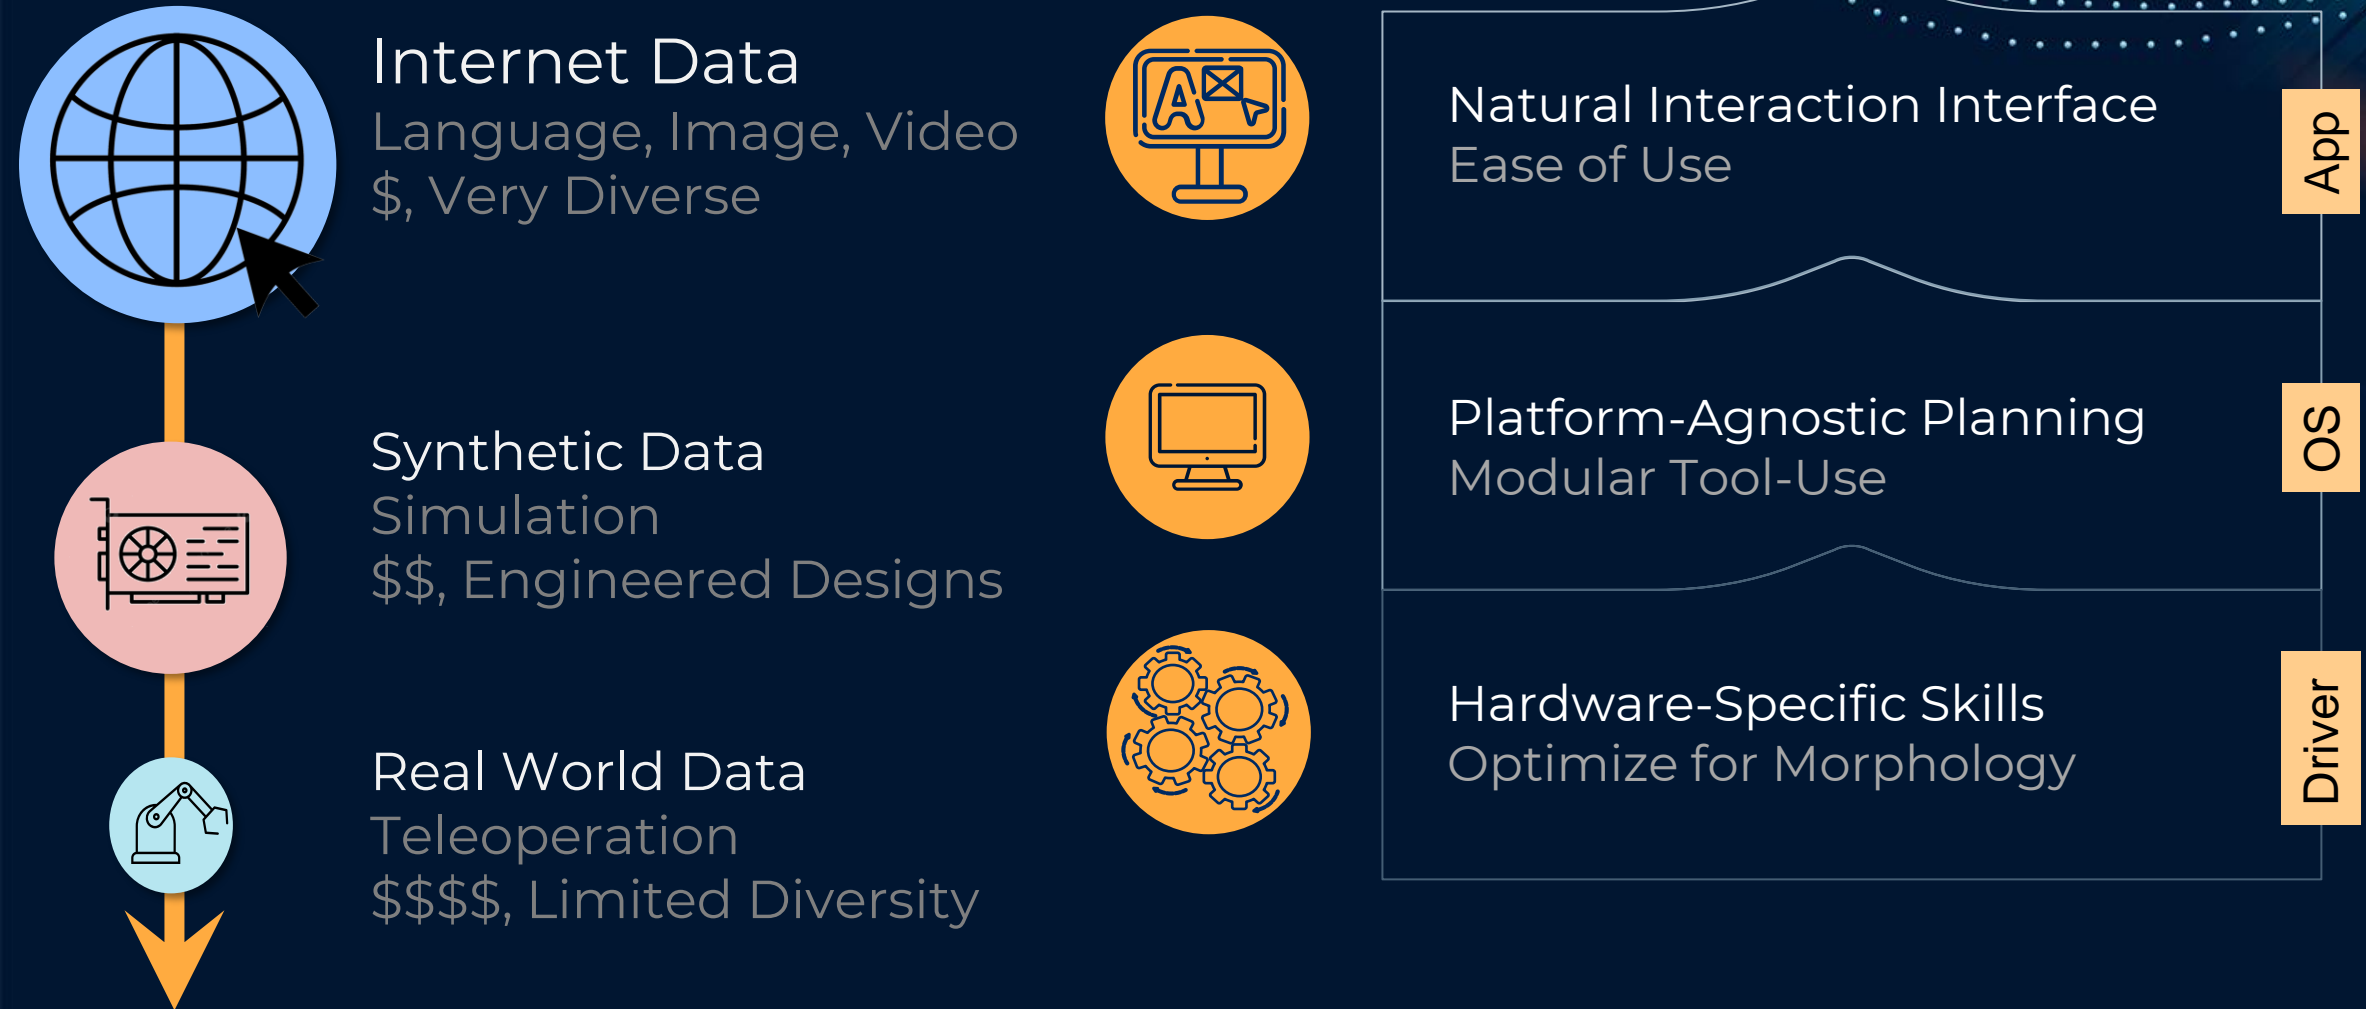 Internet Data
Language, Image, Video
$, Very Diverse
Synthetic Data
Simulation
$$, Engineered Designs
Real World Data
Teleoperation
$$$$, Limited Diversity
A
Natural Interaction Interface
Ease of Use
App
Platform-Agnostic Planning
Modular Tool-Use
OS
Hardware-Specific Skills
Optimize for Morphology
Driver